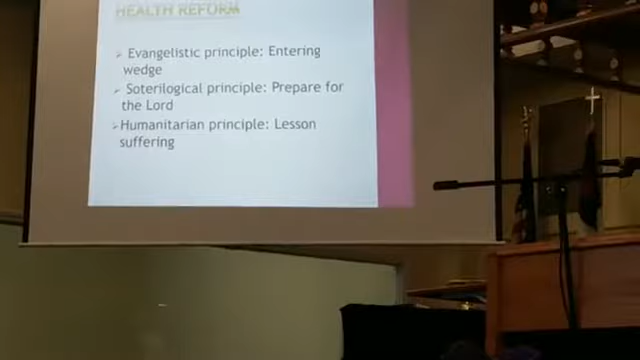 HEALTH REFORM
Evangelistic principle: Entering
wedge
Soterilogical principle: Prepare for
the Lord
Humanitarian principle: Lesson
suffering